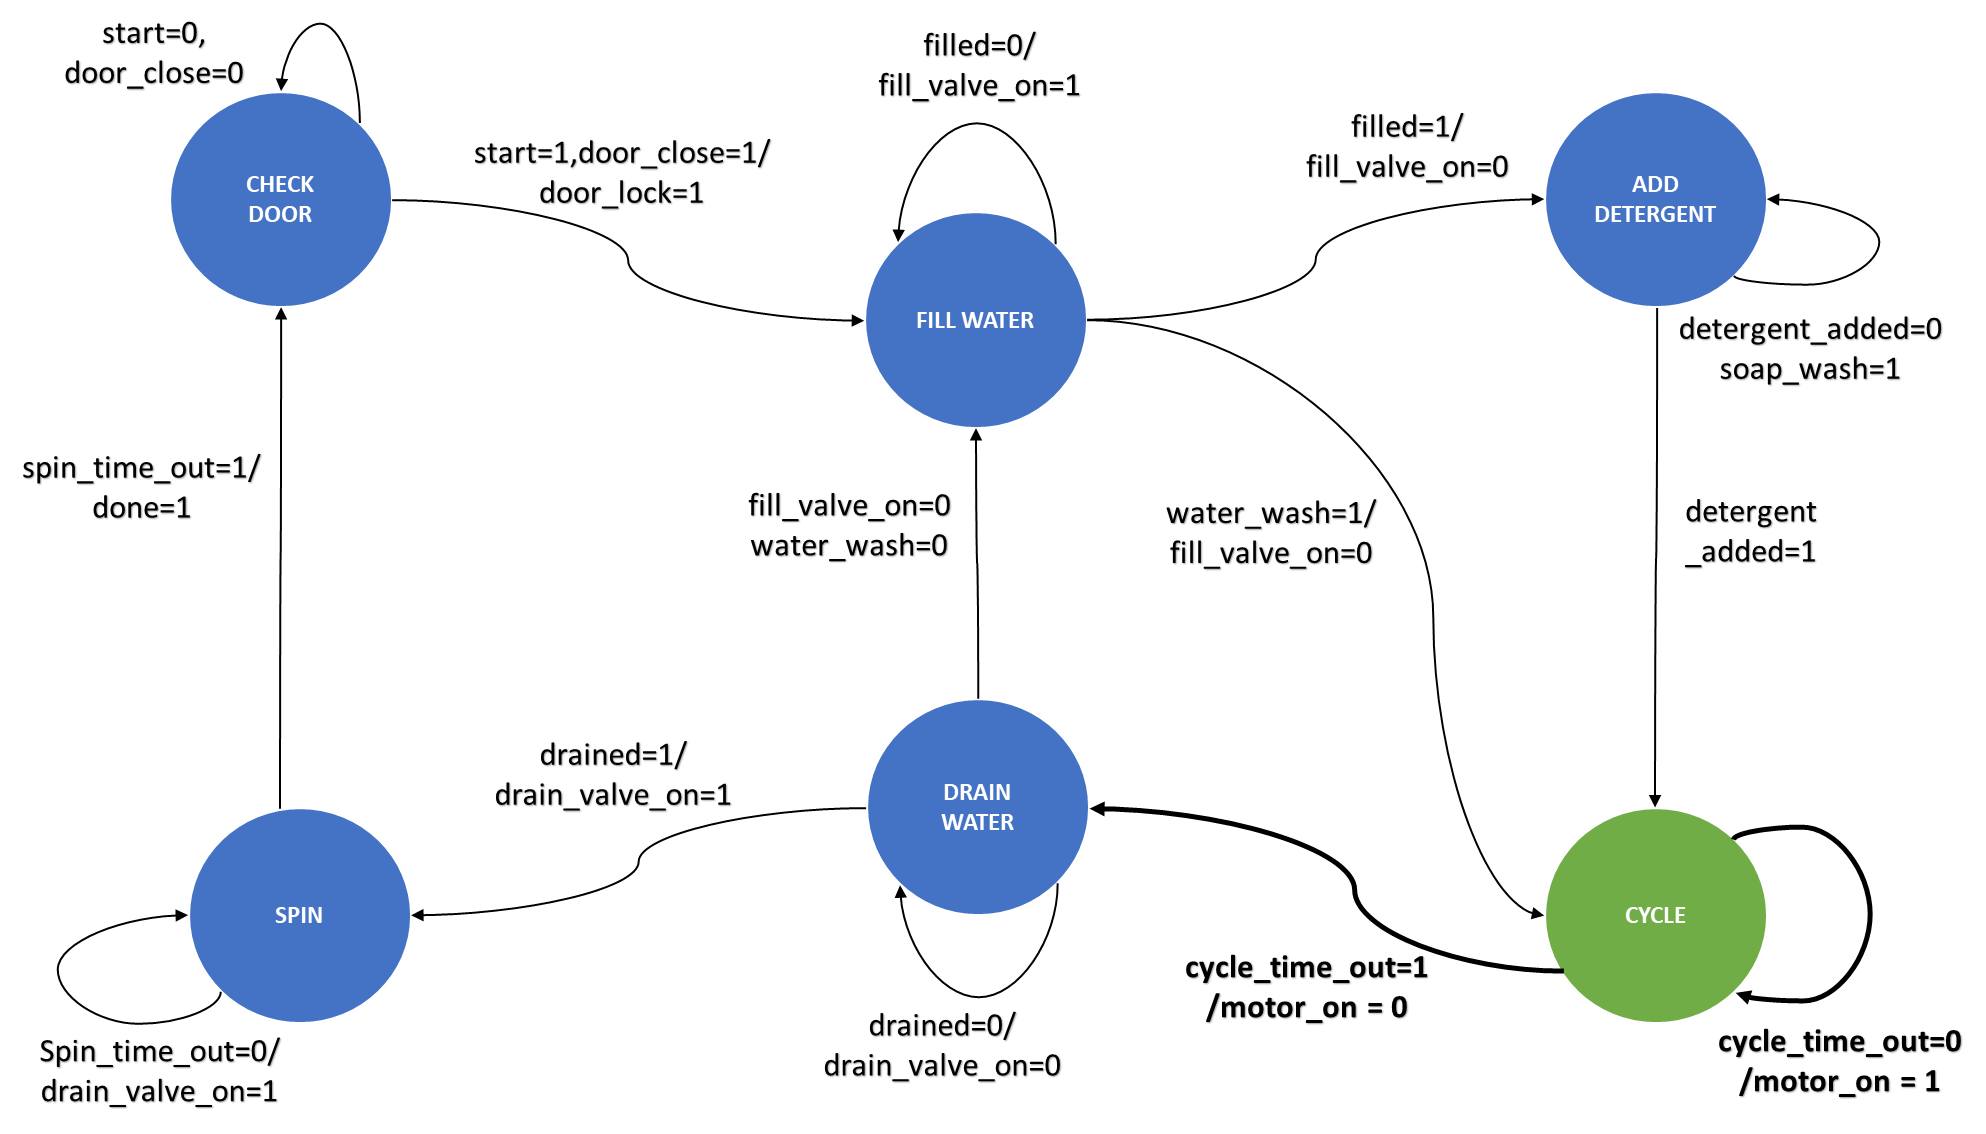 start=0,
door_close=0
filled=0/
fill_valve_on=1
filled=1/
fill_valve_on=0
start=1,door_close=1/
door_lock=1
CHECK
DOOR
ADD
DETERGENT
FILL WATER
detergent_added=0
soap_wash=1
spin_time_out=1/
done=1
fill_valve_on=0
water_wash=0
water_wash=1/
fill_valve_on=0
detergent
_added=1
drained=1/
drain_valve_on=1
DRAIN
WATER
SPIN
CYCLE
cycle_time_out=1
/motor_on = 0
drained=0/
drain_valve_on=0
Spin_time_out=0/
drain_valve_on=1
cycle_time_out=0
/motor_on = 1